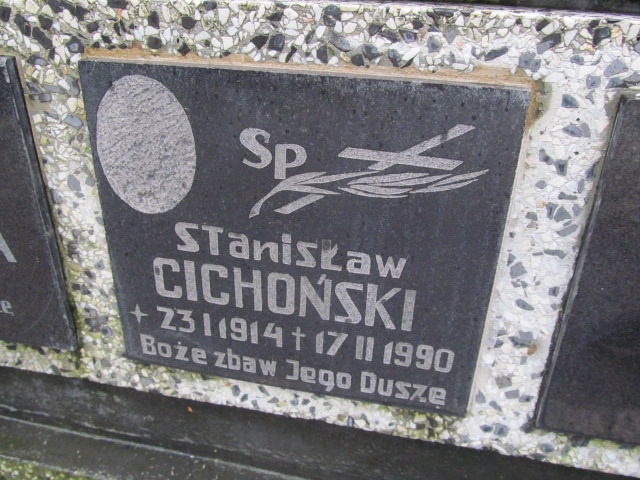 Sp
Stanisław
CICHOŃSKI
+ 23 I 1914 † 17 II 1990
Boże zbaw Jego Dusze